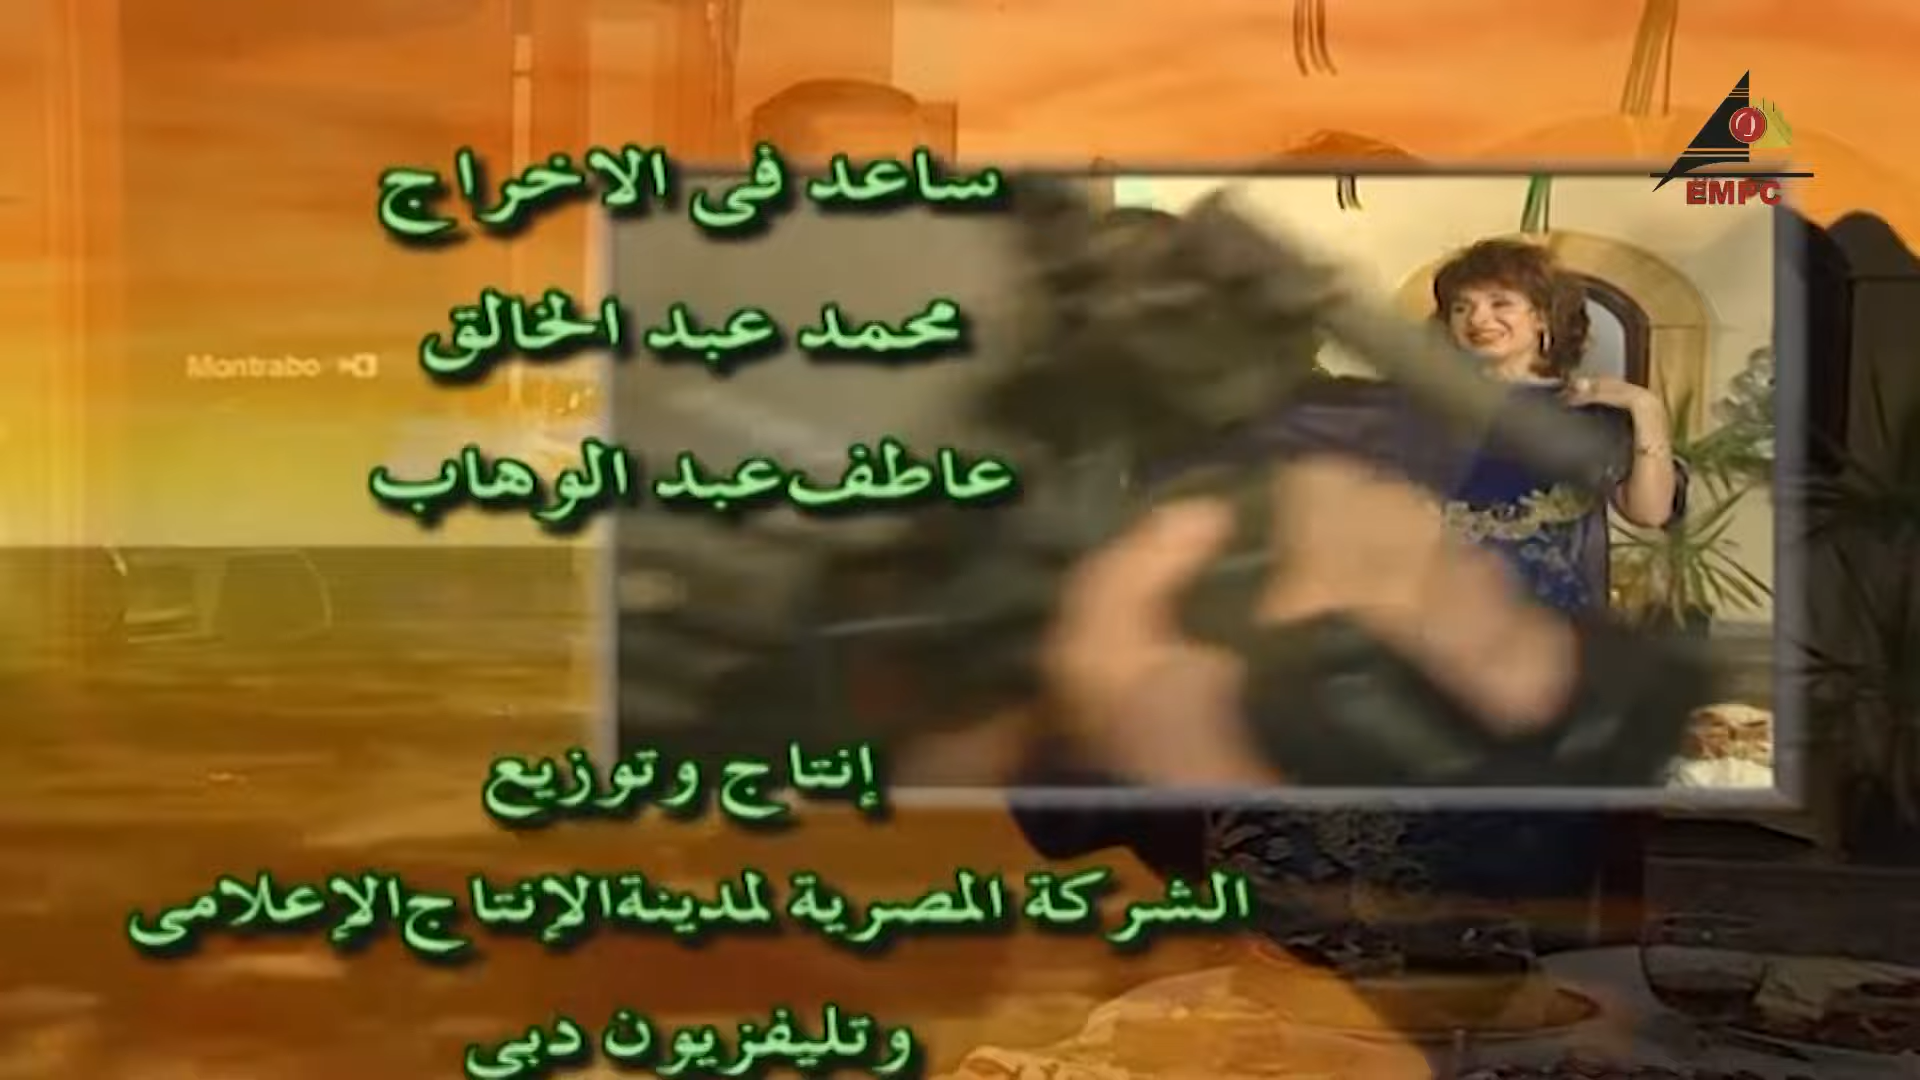 EMPC
ساعد فى الاخراج
محمد عبد الخالق
Montrabo
عاطف عبد الوهاب
إنتاج وتوزيع
الشركة المصرية لمدينة الإنتاج الإعلامى
وتليفزيون دبى